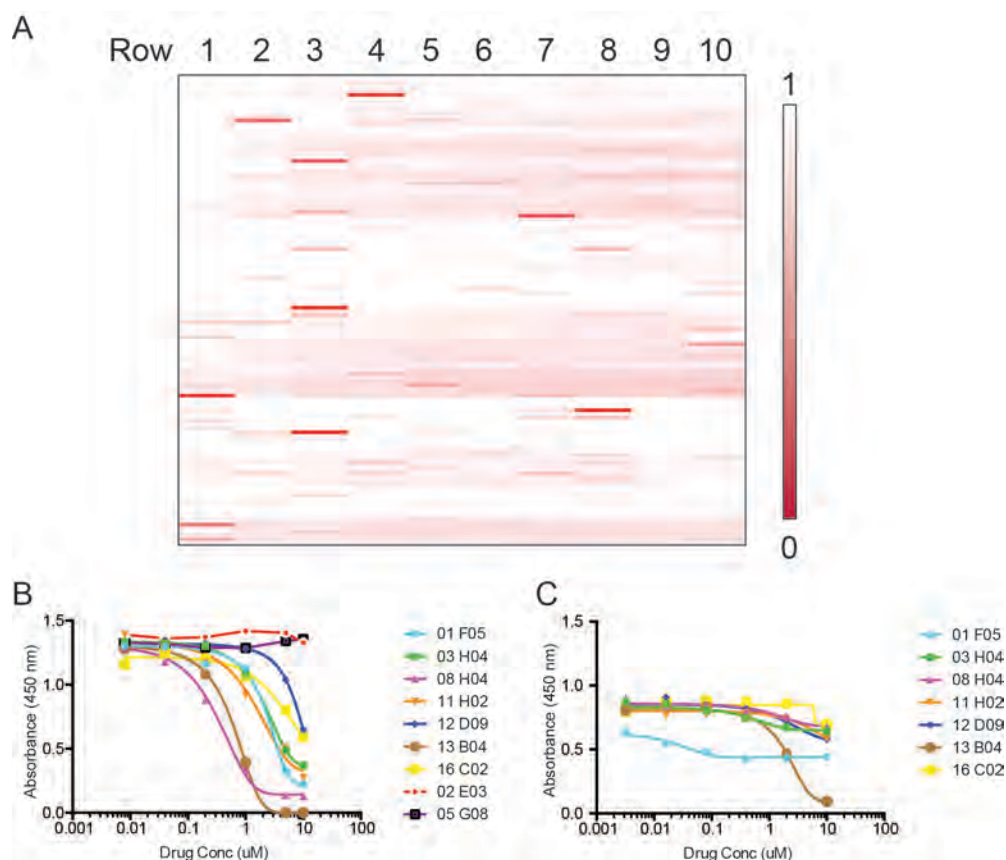 A
Row 1 2 3 4 5 6 7 8 9 10
1
0
B
1.5
1.0
0.5
0.0
Absorbance (450 nm)
0.001 0.01 0.1 1 10 100
Drug Conc (uM)
01 F05
03 H04
08 H04
11 H02
12 D09
13 B04
16 C02
02 E03
05 G08
C
1.5
1.0
0.5
0.0
Absorbance (450 nm)
0.001 0.01 0.1 1 10 100
Drug Conc (uM)
01 F05
03 H04
08 H04
11 H02
12 D09
13 B04
16 C02